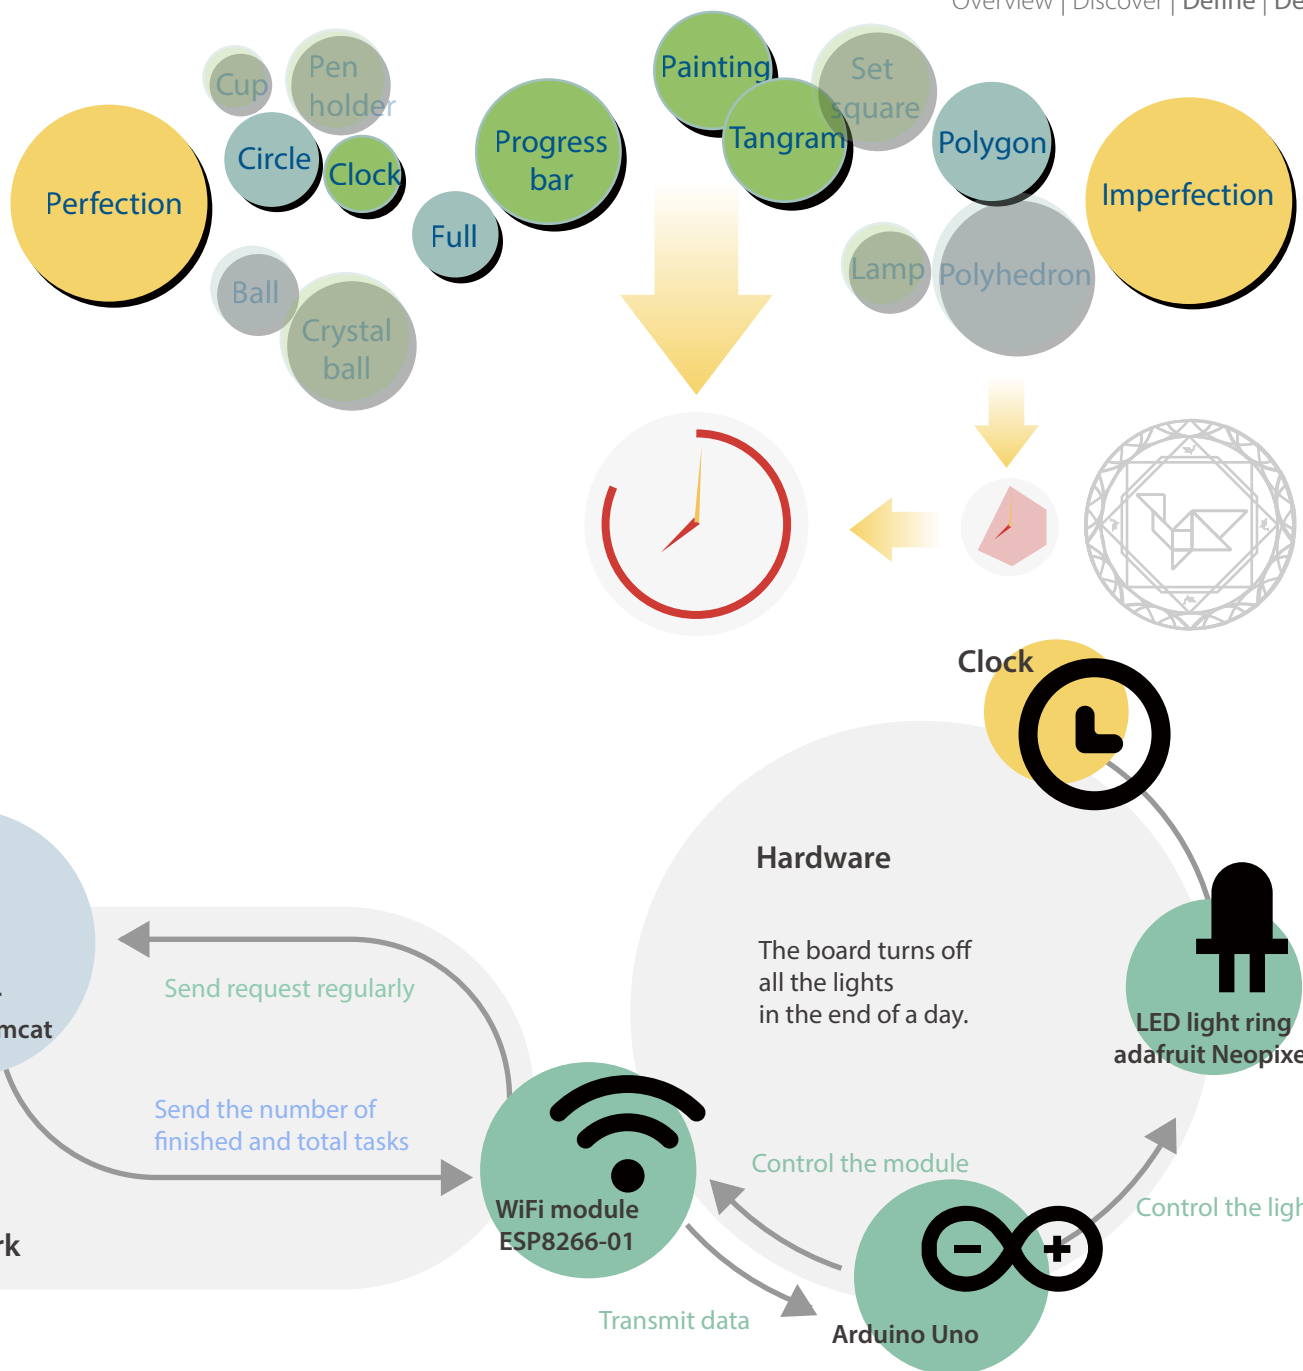 Overview | Discover | Define | De
Cup
Pen
holder
Painting
Set
square
Circle
Clock
Progress
bar
Tangram
Polygon
Perfection
Imperfection
Full
Ball
Lamp
Polyhedron
Crystal
ball
Clock
Hardware
The board turns off
all the lights
in the end of a day.
Send request regularly
mcat
LED light ring
adafruit Neopixe
Send the number of
finished and total tasks
Control the module
WiFi module
ESP8266-01
Control the ligh
rk
Transmit data
Arduino Uno